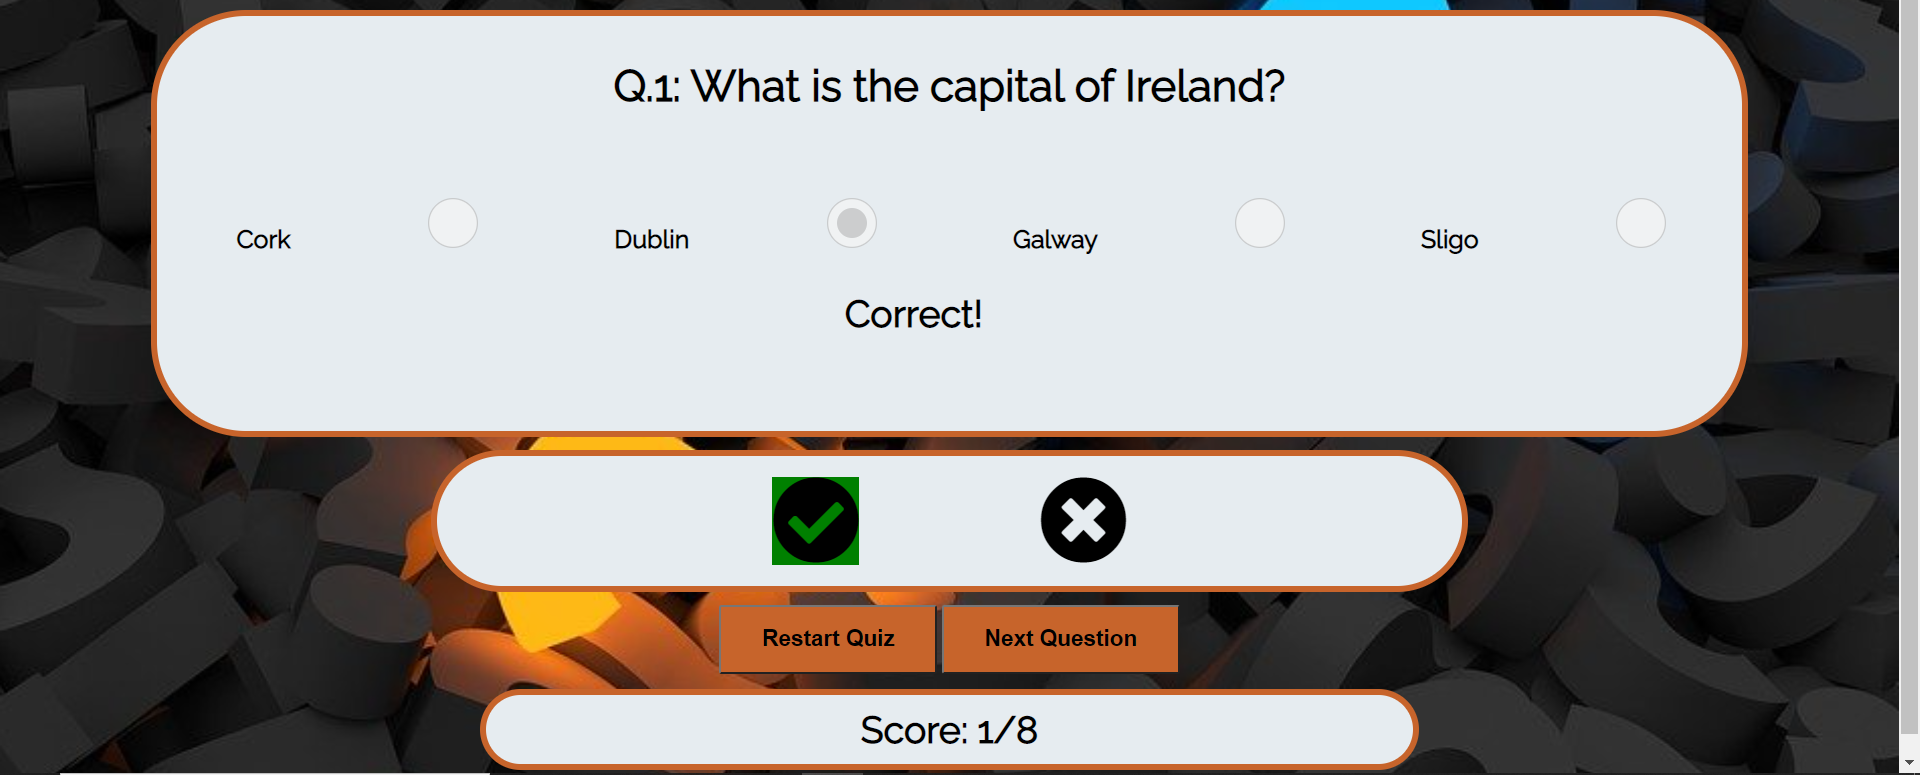 Q.1: What is the capital of Ireland?
Cork Dublin Galway Sligo
Correct!
Restart Quiz Next Question
Score: 1/8